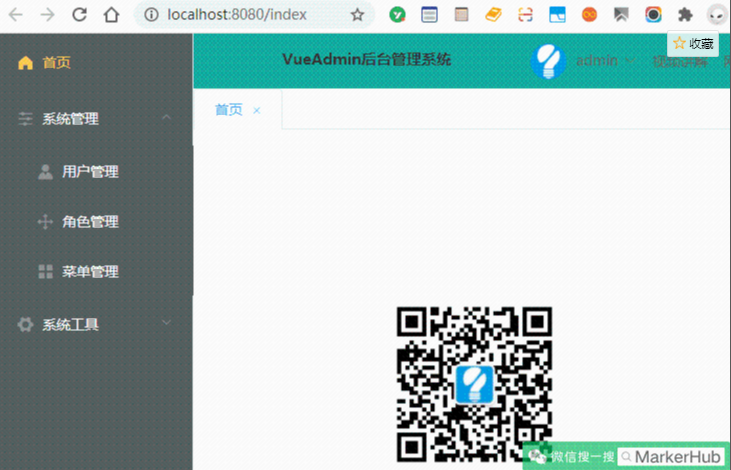 localhost:8080/index
收藏
首页
VueAdmin后台管理系统
admin
首页 ×
系统管理
用户管理
角色管理
菜单管理
系统工具
微信搜一搜
MarkerHub